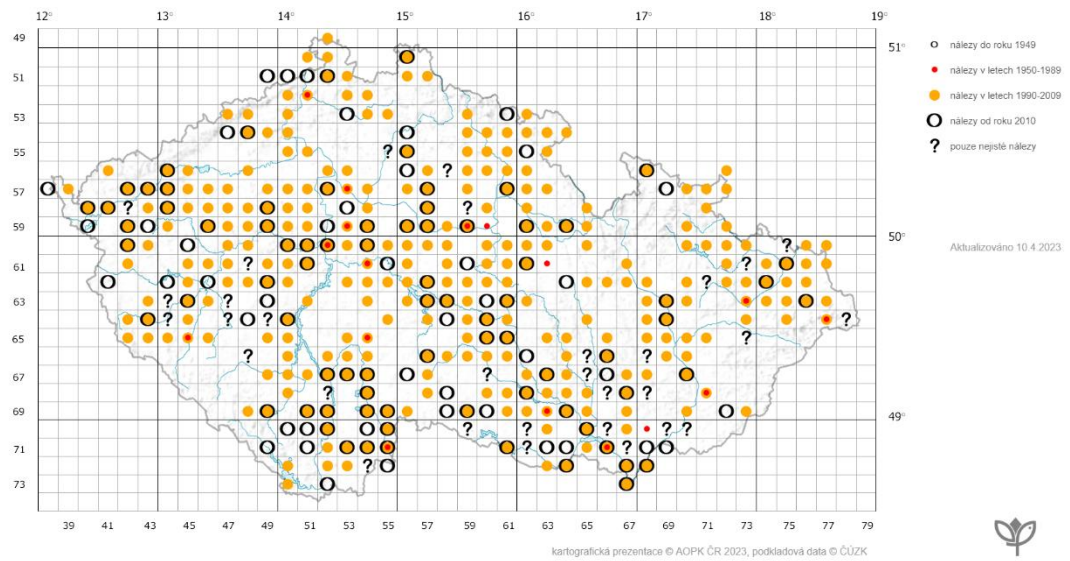 12° 13° 14° 15° 16° 17° 18° 19°
49
51°
51
53
55
57
59
50°
61
63
65
67
69
49°
71
73
39 41 43 45 47 49 51 53 55 57 59 61 63 65 67 69 71 73 75 77 79
nálezy do roku 1949
nálezy v letech 1950-1989
nálezy v letech 1990-2009
nálezy od roku 2010
? pouze nejisté nálezy
Aktualizováno 10.4.2023
kartografická prezentace © AOPK ČR 2023, podkladová data © ČÚZK